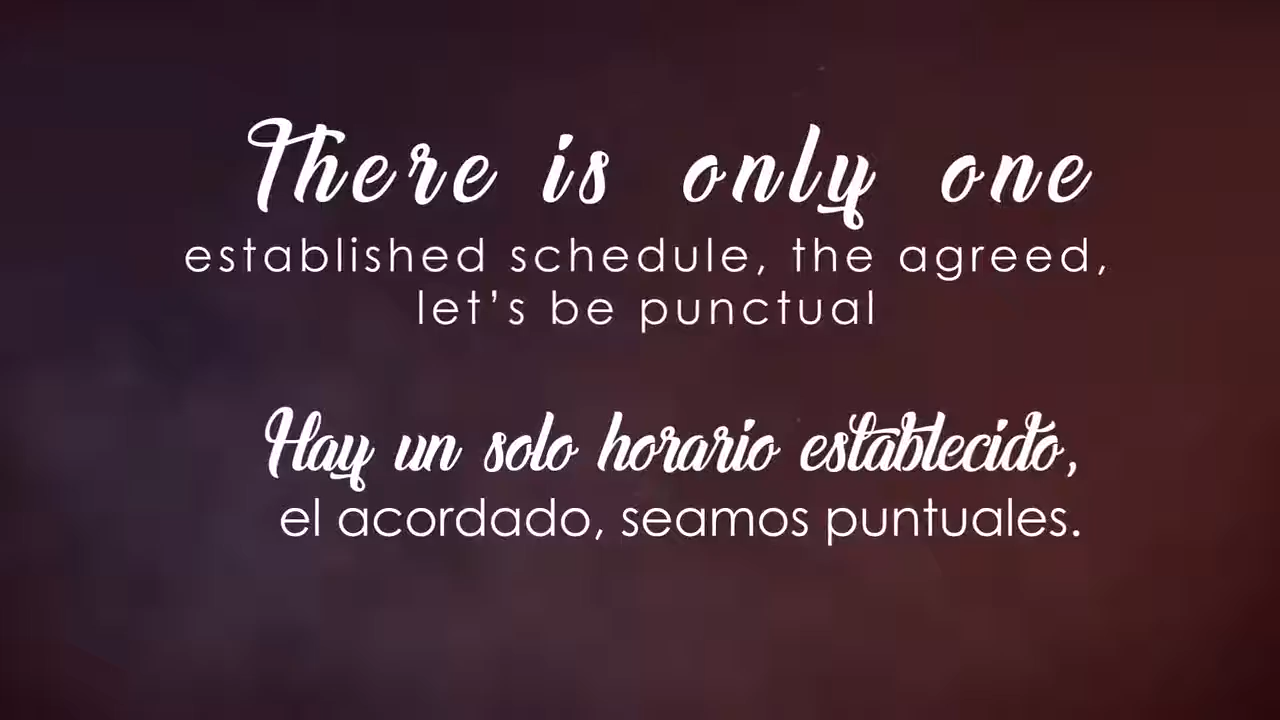 There is only one
established schedule, the agreed,
let’s be punctual
Hay un solo horario establecido,
el acordado, seamos puntuales.